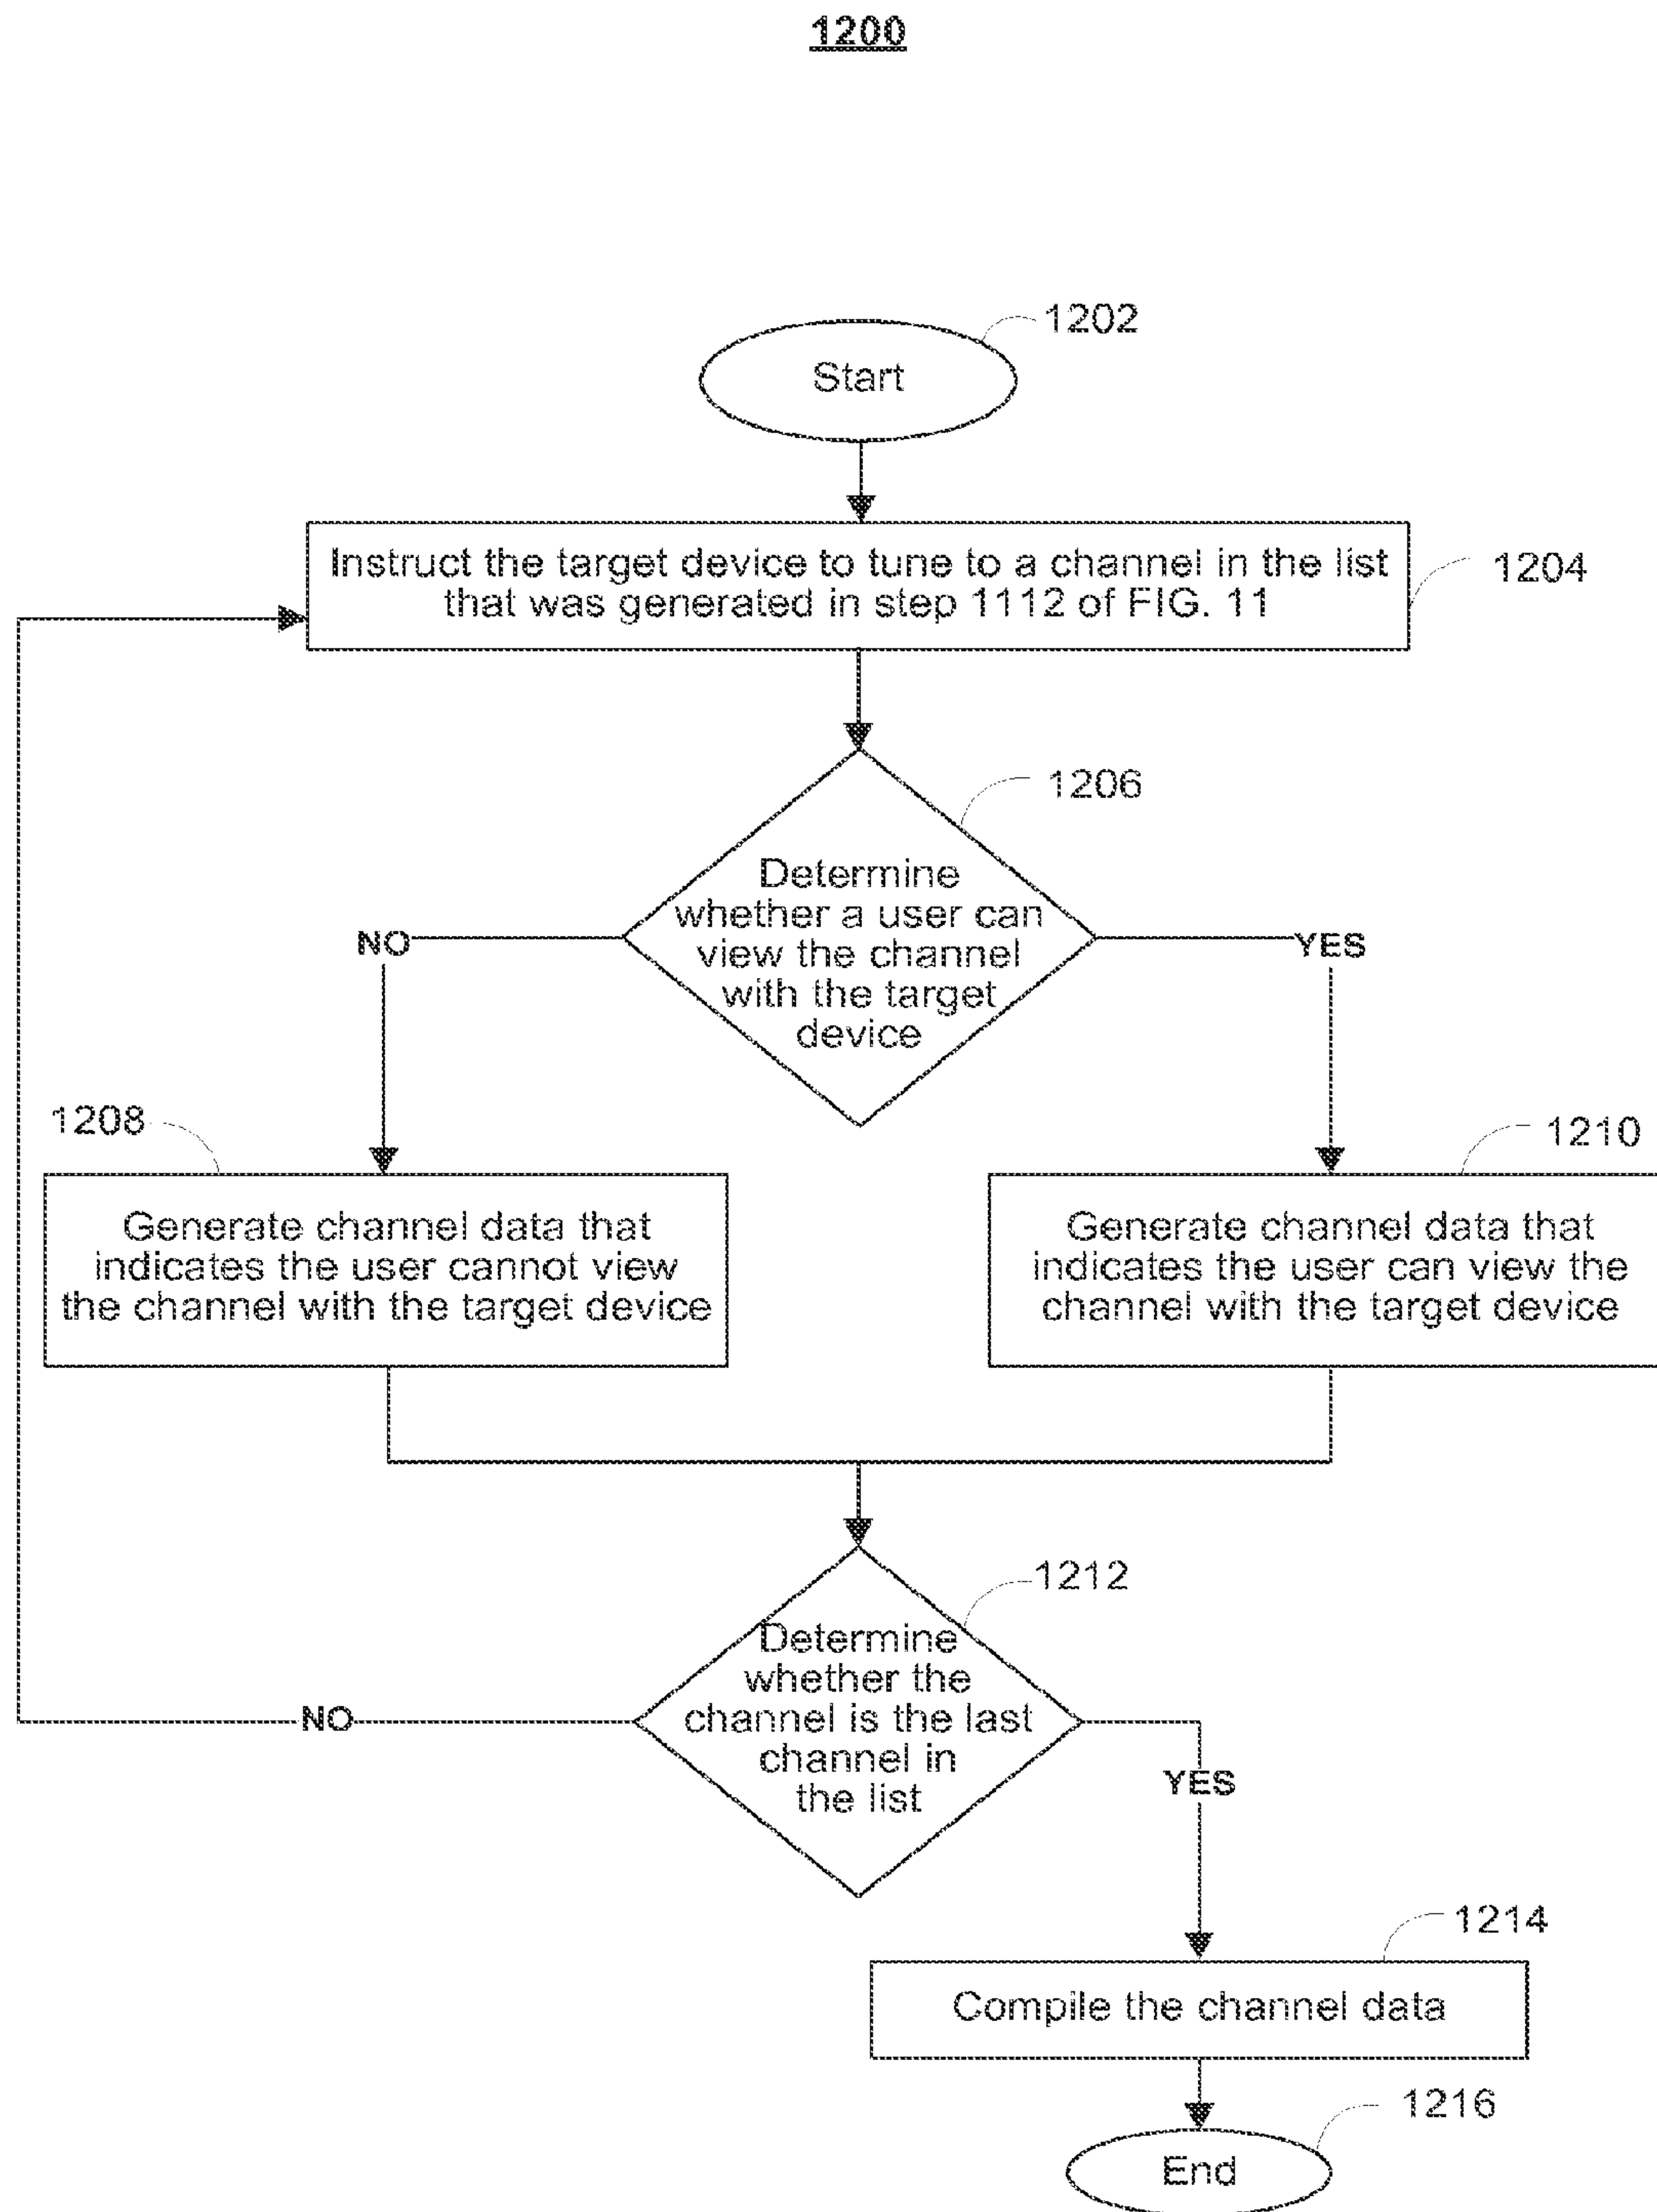 1200
1202
Start
Instruct the target device to tune to a channel in the list
that was generated in step 1112 of FIG. 11
1204
1206
Determine
whether a user can
view the channel
with the target
device
NO
YES
1208
1210
Generate channel data that
indicates the user cannot view
the channel with the target device
Generate channel data that
indicates the user can view the
channel with the target device
1212
Determine
whether the
channel is the last
channel in
the list
NO
YES
1214
Compile the channel data
1216
End